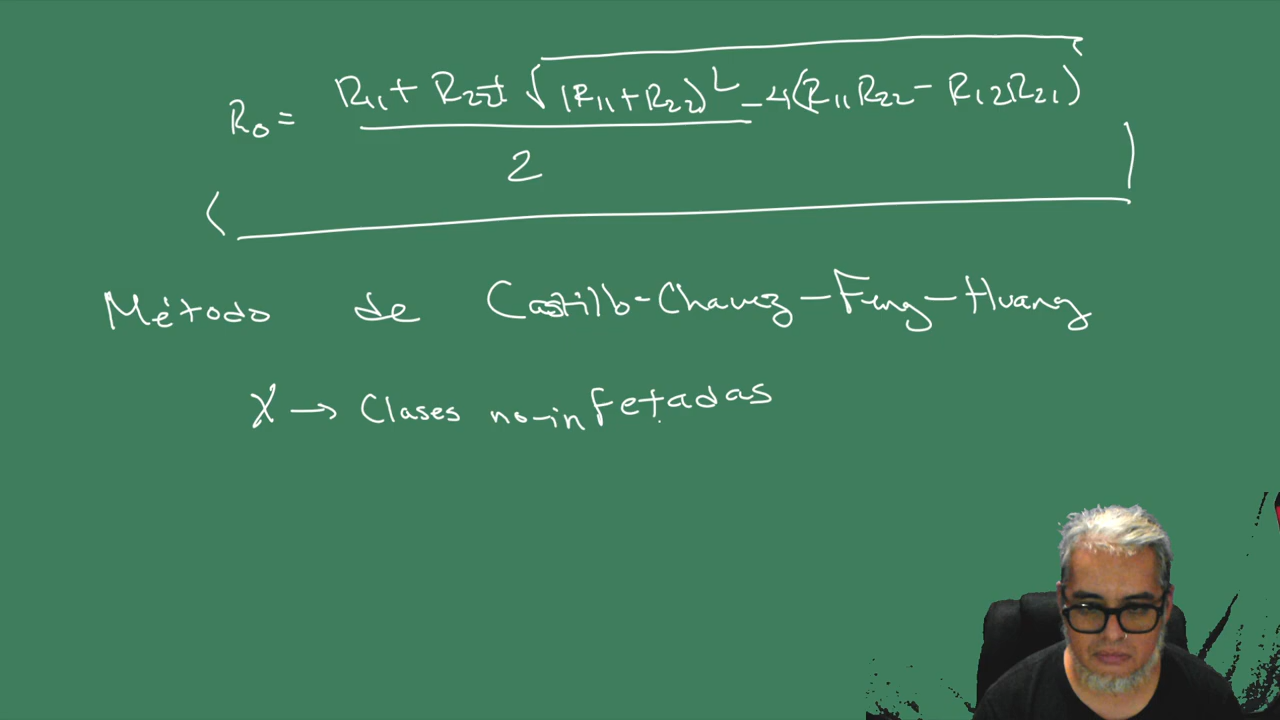 R₀ = R₁₁ + R₂₂ ± √(R₁₁ + R₂₂)² - 4(R₁₁R₂₂ - R₁₂R₂₁)
2
Método de Castillo-Chavez-Feng-Huang
X → Clases no-infetadas